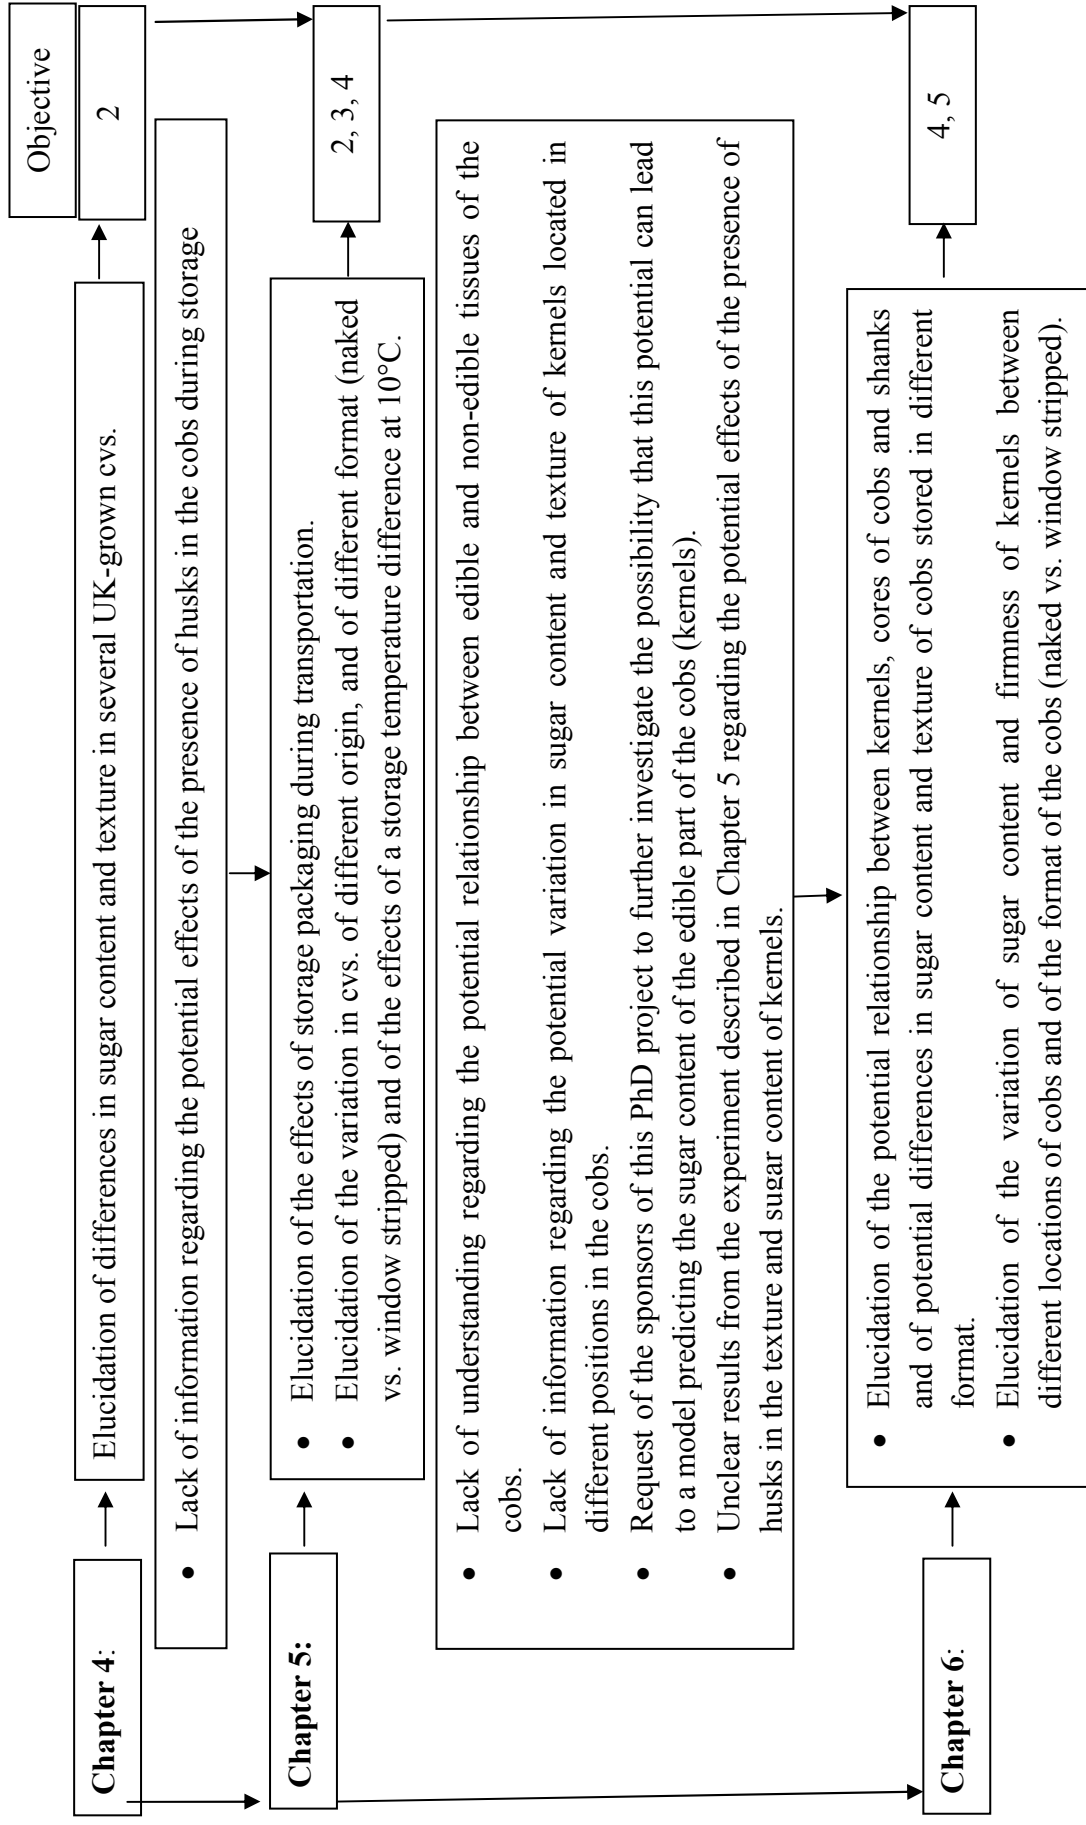 Objective
Chapter 4:
Elucidation of differences in sugar content and texture in several UK-grown cvs.
2
• Lack of information regarding the potential effects of the presence of husks in the cobs during storage
Chapter 5:
• Elucidation of the effects of storage packaging during transportation.
• Elucidation of the variation in cvs. of different origin, and of different format (naked
vs. window stripped) and of the effects of a storage temperature difference at 10°C.
2, 3, 4
• Lack of understanding regarding the potential relationship between edible and non-edible tissues of the
cobs.
• Lack of information regarding the potential variation in sugar content and texture of kernels located in
different positions in the cobs.
• Request of the sponsors of this PhD project to further investigate the possibility that this potential can lead
to a model predicting the sugar content of the edible part of the cobs (kernels).
• Unclear results from the experiment described in Chapter 5 regarding the potential effects of the presence of
husks in the texture and sugar content of kernels.
Chapter 6:
• Elucidation of the potential relationship between kernels, cores of cobs and shanks
and of potential differences in sugar content and texture of cobs stored in different
format.
• Elucidation of the variation of sugar content and firmness of kernels between
different locations of cobs and of the format of the cobs (naked vs. window stripped).
4, 5